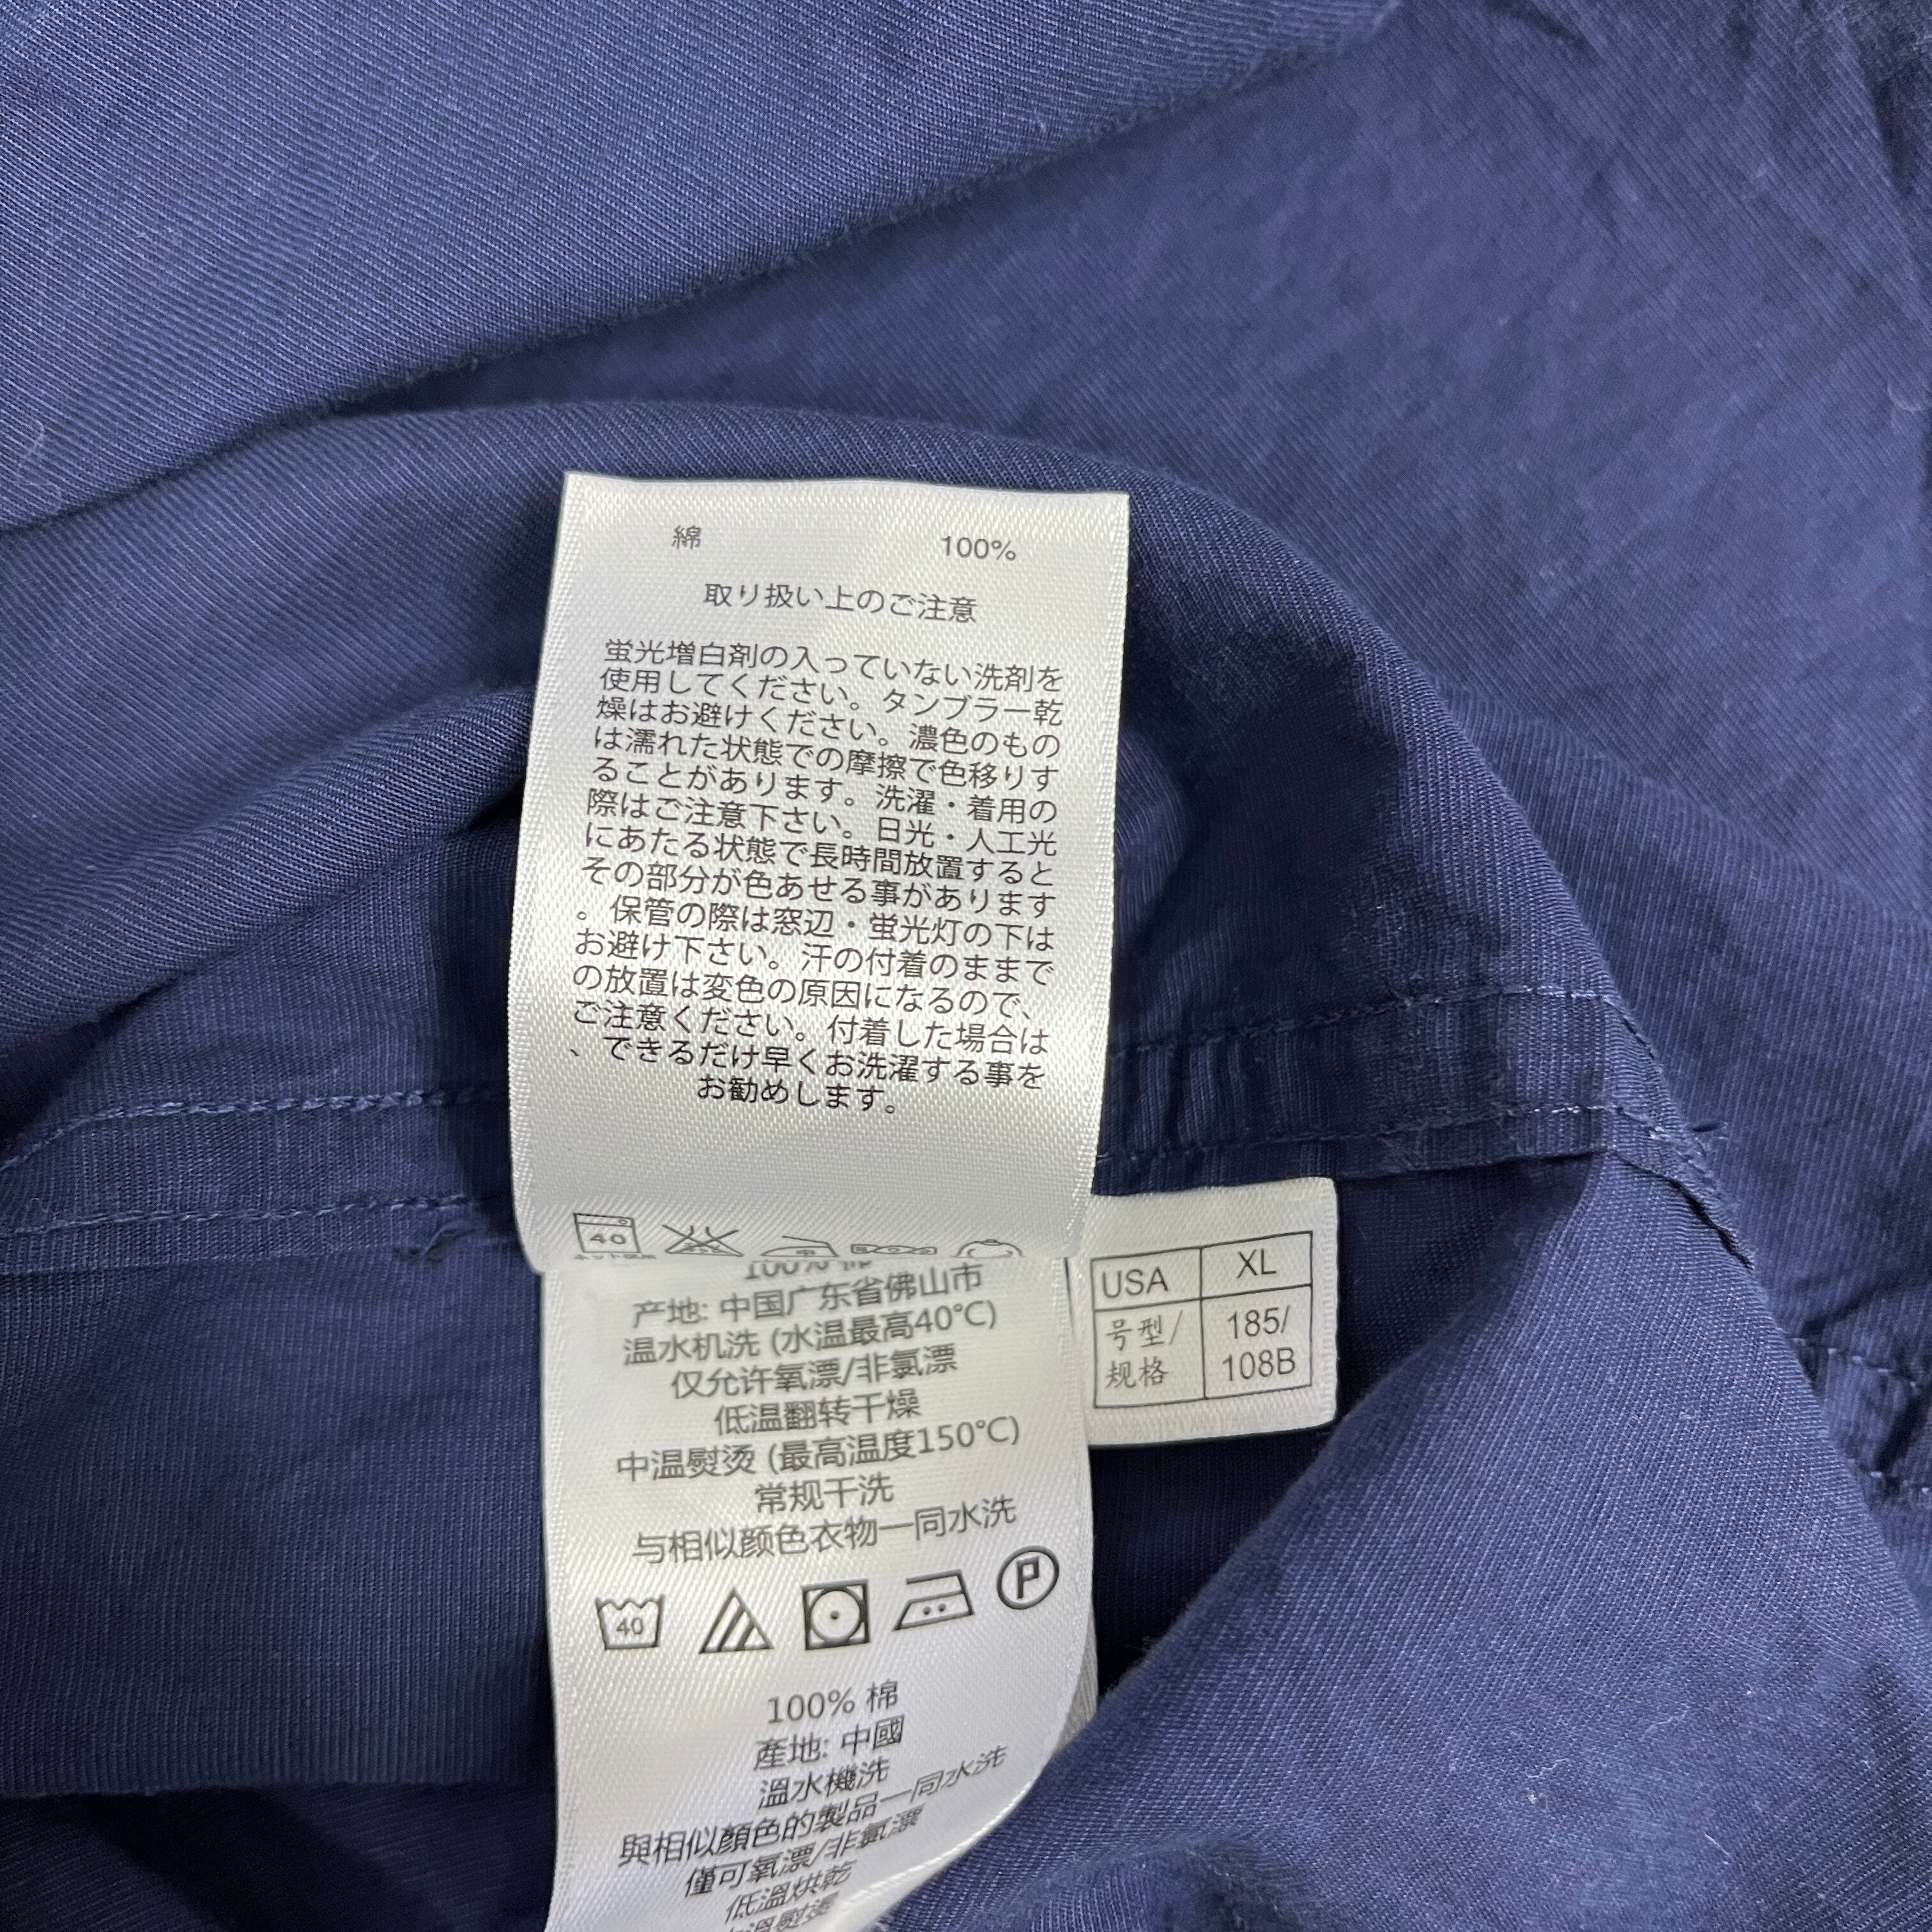 綿 100%
取り扱い上のご注意
蛍光増白剤の入っていない洗剤を
使用してください。タンブラー乾
燥はお避けください。濃色のもの
は濡れた状態での摩擦で色移りす
ることがあります。洗濯・着用の
際はご注意下さい。日光・人工光
にあたる状態で長時間放置すると
その部分が色あせる事があります
。保管の際は窓辺・蛍光灯の下は
お避け下さい。汗の付着のままで
の放置は変色の原因になるので、
ご注意ください。付着した場合は
、できるだけ早くお洗濯する事を
お勧めします。
40
中
产地: 中国广东省佛山市
温水机洗 (水温最高40°C)
仅允许氧漂/非氯漂
低温翻转干燥
中温熨烫 (最高温度150°C)
常规干洗
与相似颜色衣物一同水洗
40 P
100% 棉
產地: 中國
溫水機洗
與相似顏色的製品一同水洗
僅可氧漂/非氯漂
低溫烘乾
USA XL
号型/ 185/
规格 108B